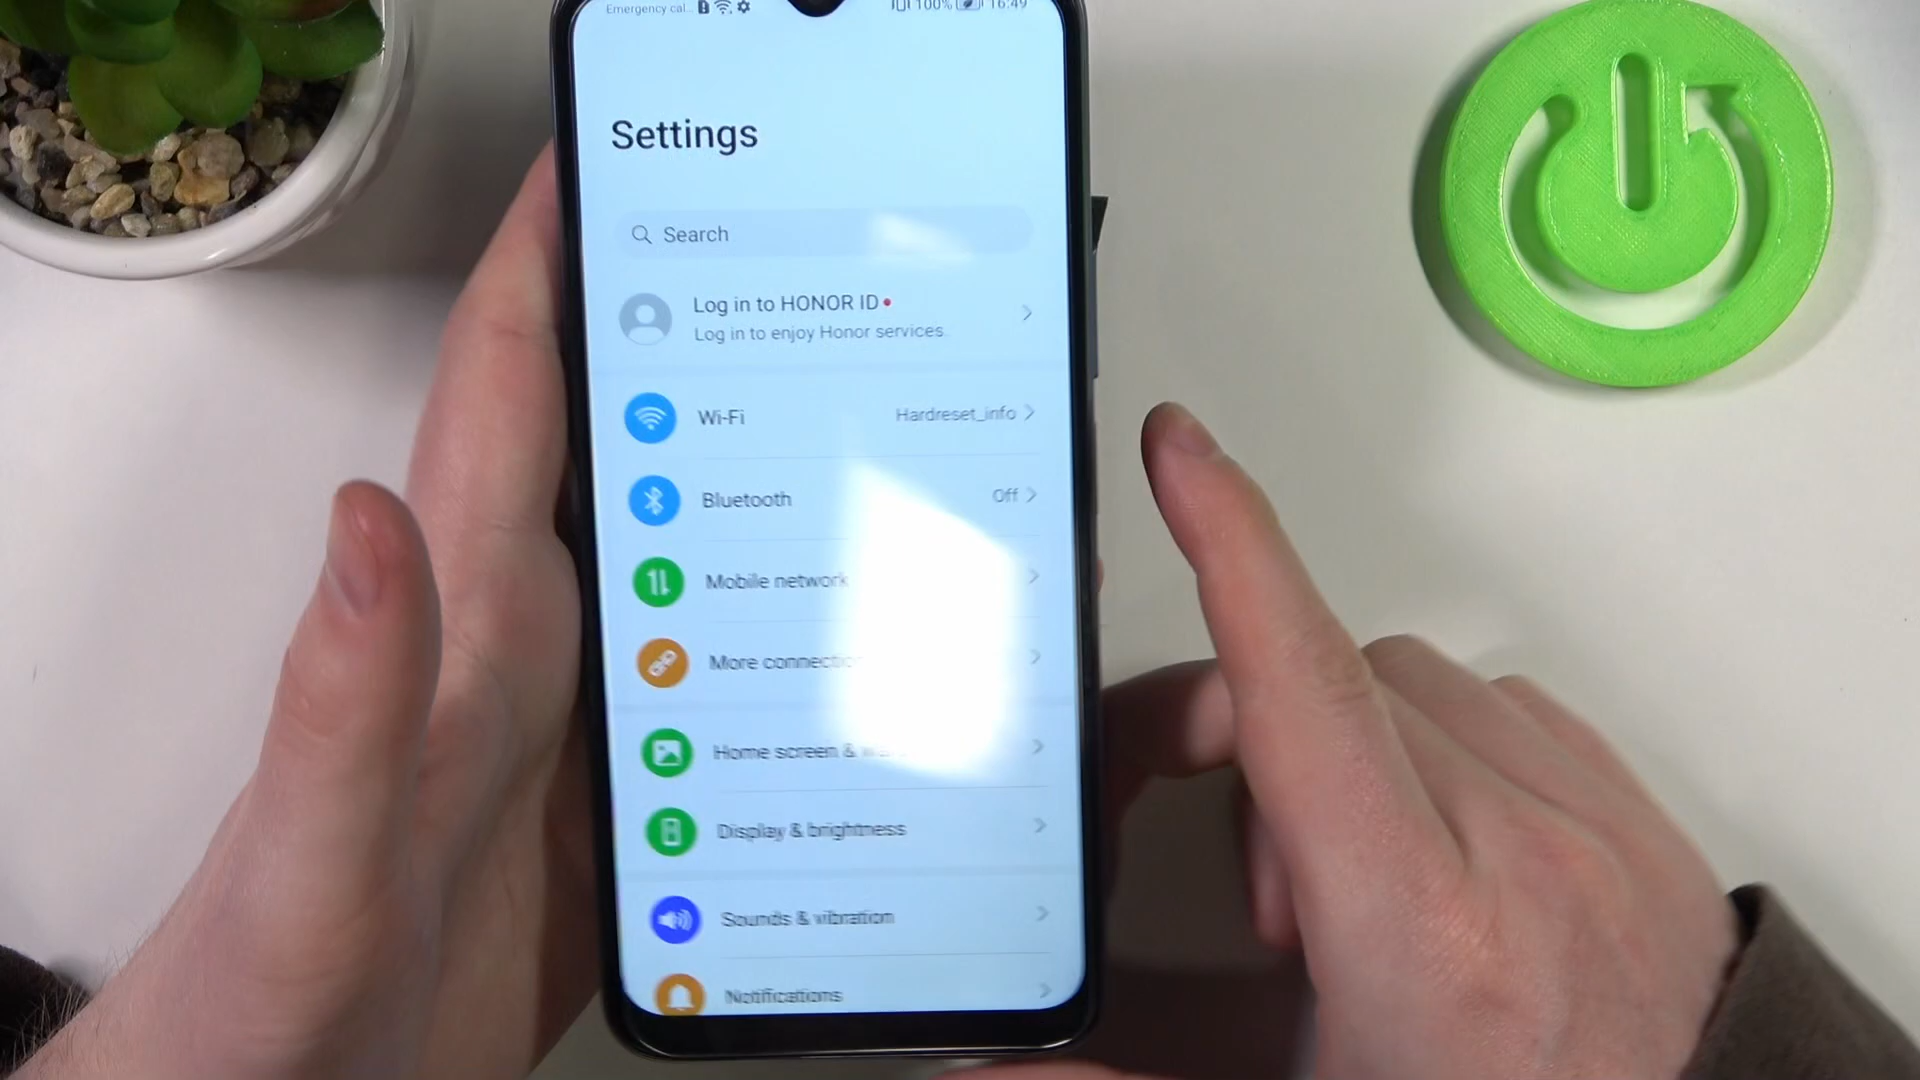 Emergency cal... 100% 16:49
Settings
Search
Log in to HONOR ID
Log in to enjoy Honor services.
Wi-Fi Hardreset_info
Bluetooth Off
Mobile network
More connectio
Home screen &
Display & brightness
Sounds & vibration
Notifications